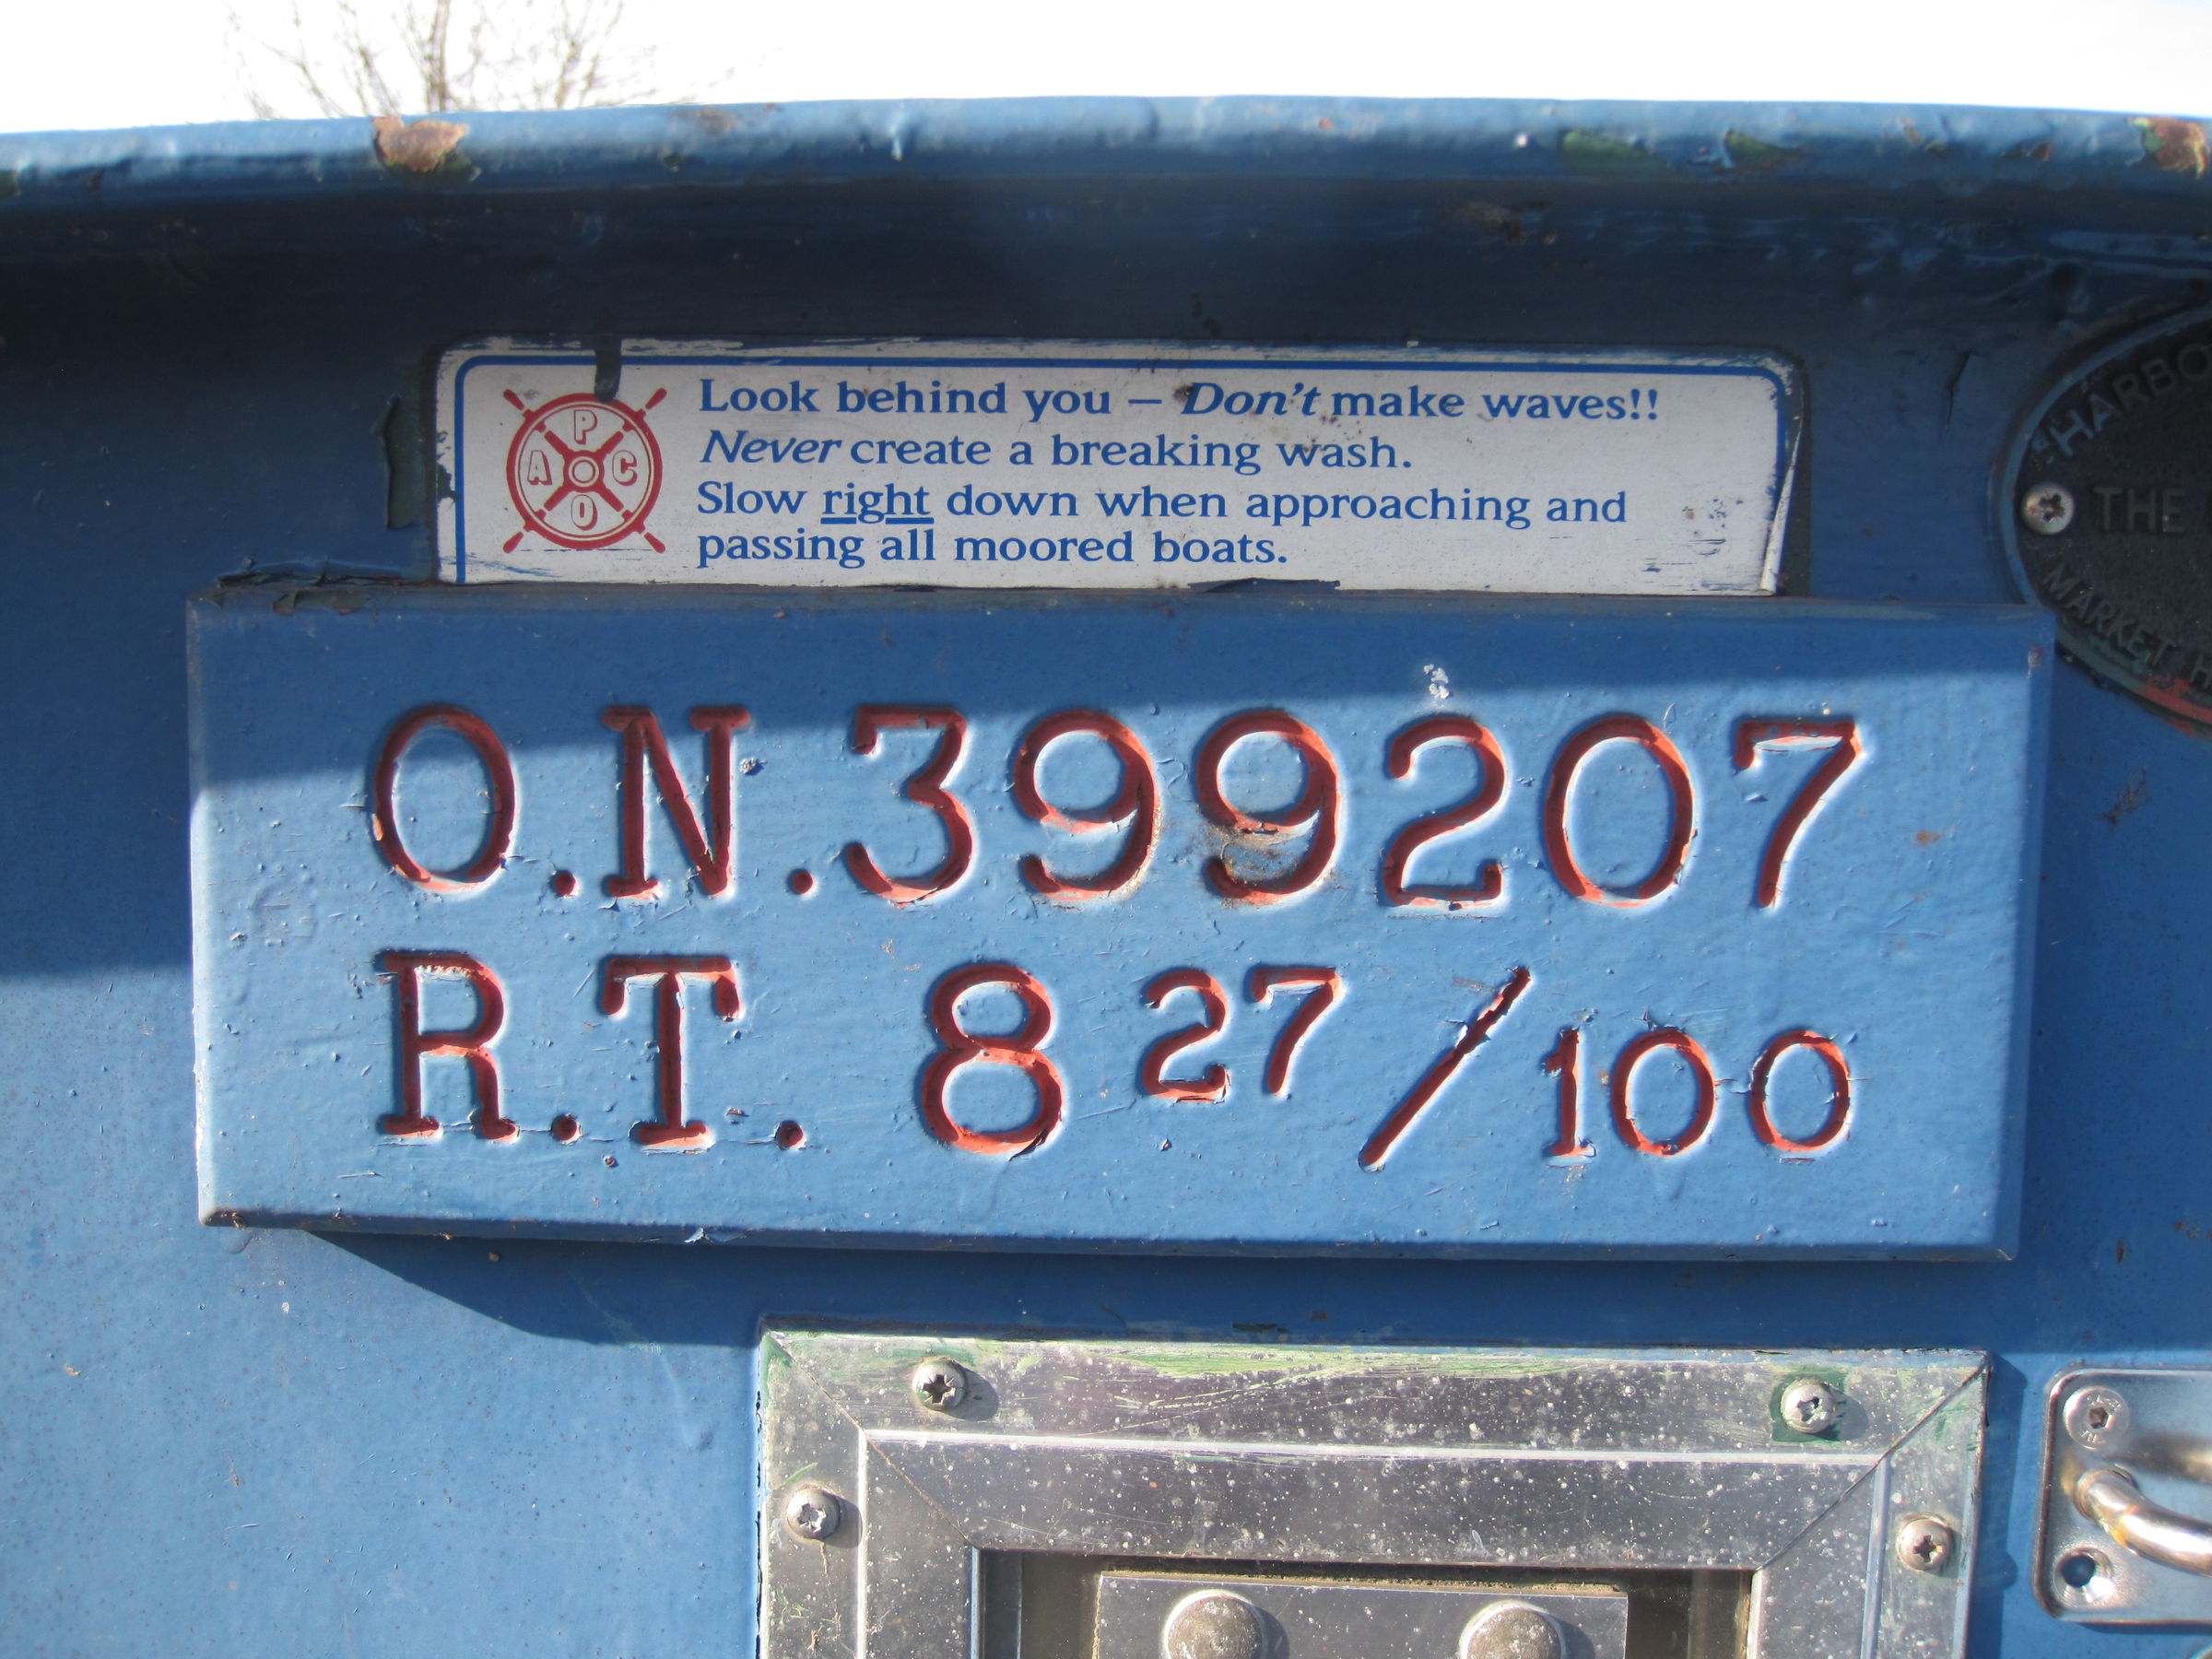 P
A C
O
Look behind you – Don't make waves!!
Never create a breaking wash.
Slow right down when approaching and
passing all moored boats.
THE
MARKET
O.N.399207
R.T. 8 27/100